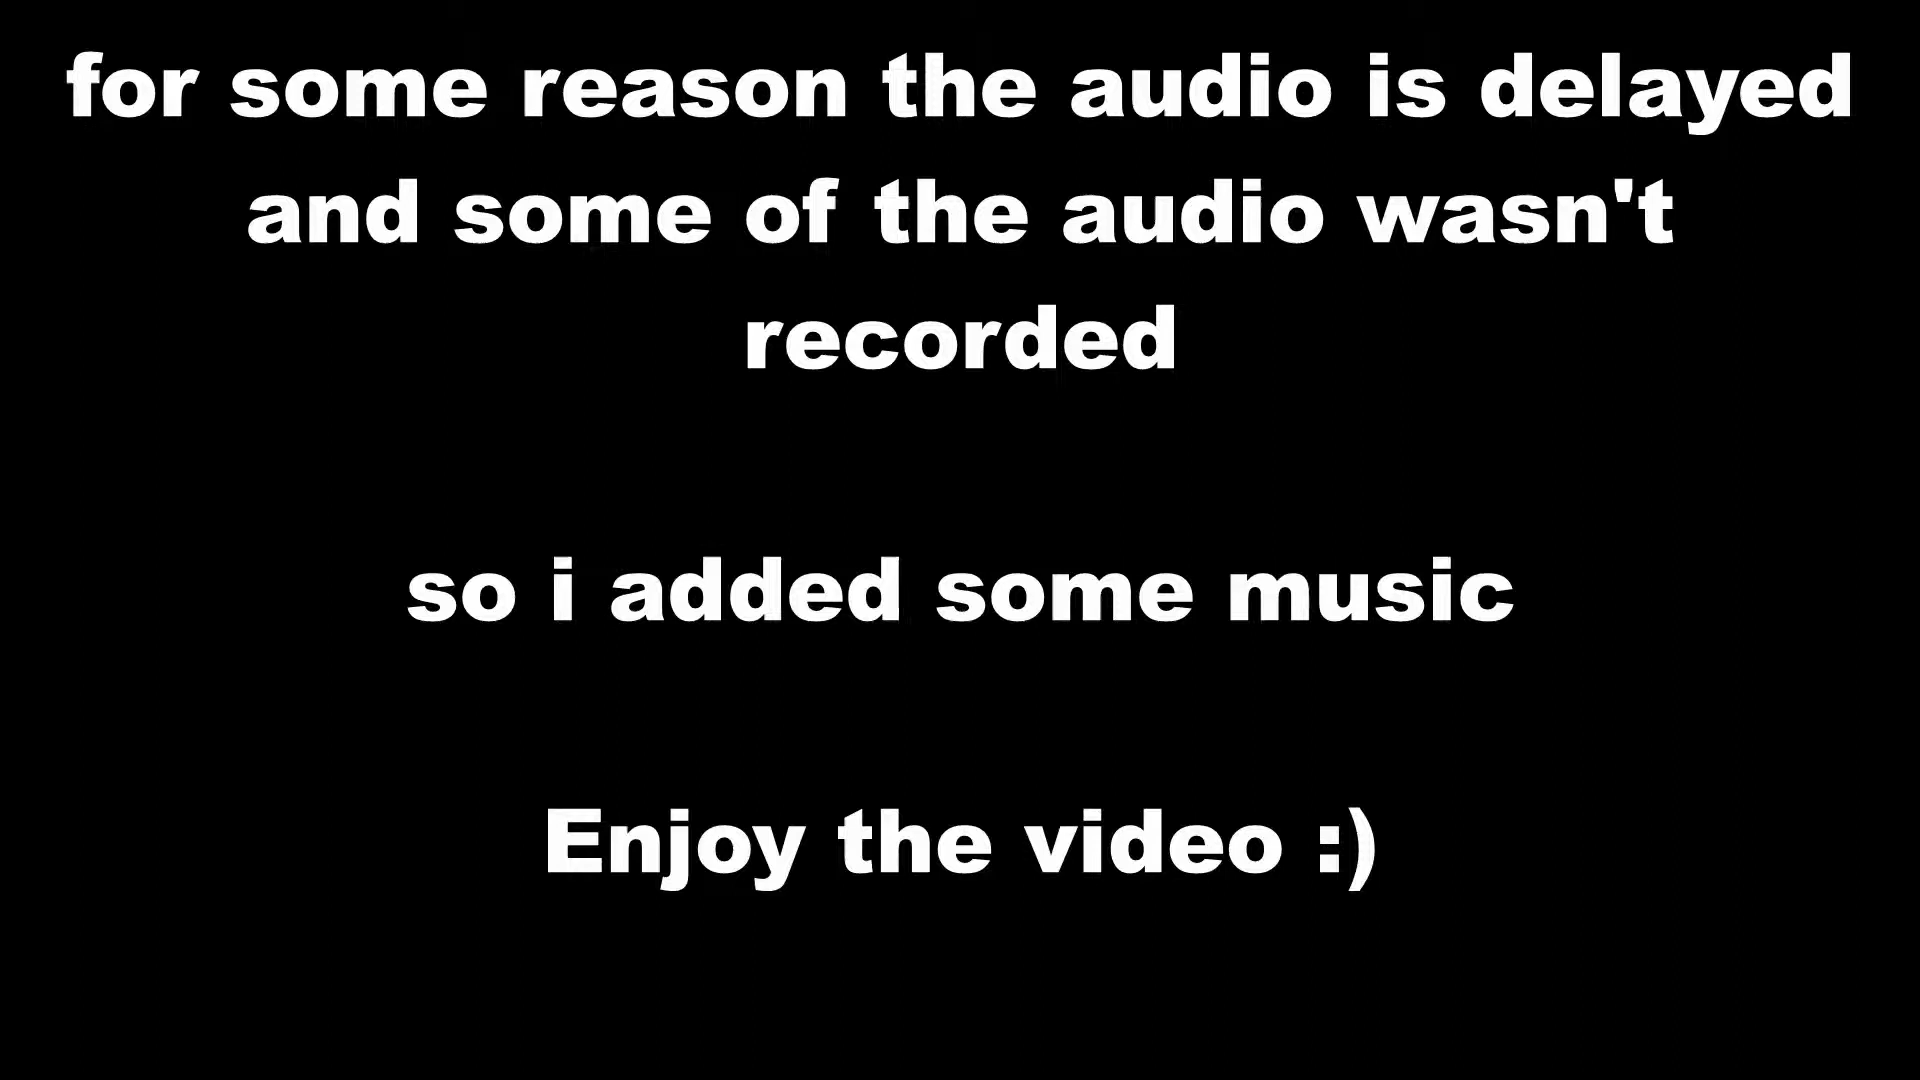 for some reason the audio is delayed
and some of the audio wasn't
recorded
so i added some music
Enjoy the video :)